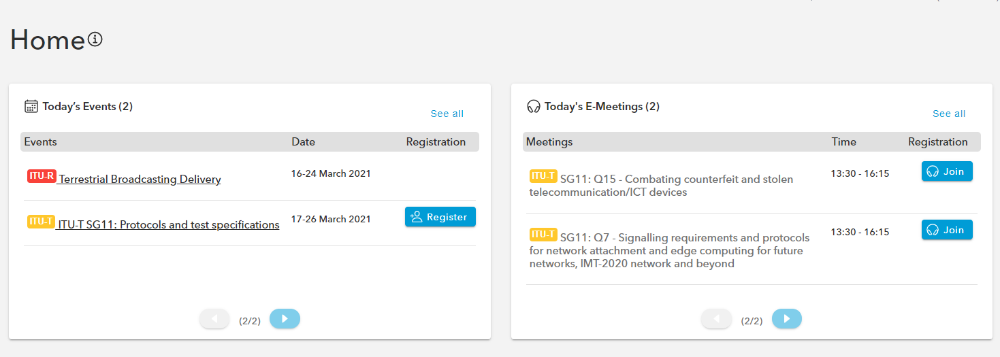 Home
Today's Events (2)
See all
Events Date Registration
ITU-R Terrestrial Broadcasting Delivery 16-24 March 2021
ITU-T ITU-T SG11: Protocols and test specifications 17-26 March 2021 Register
(2/2)
Today's E-Meetings (2)
See all
Meetings Time Registration
ITU-T SG11: Q15 - Combating counterfeit and stolen 13:30 - 16:15 Join
telecommunication/ICT devices
ITU-T SG11: Q7 - Signalling requirements and protocols 13:30 - 16:15 Join
for network attachment and edge computing for future
networks, IMT-2020 network and beyond
(2/2)